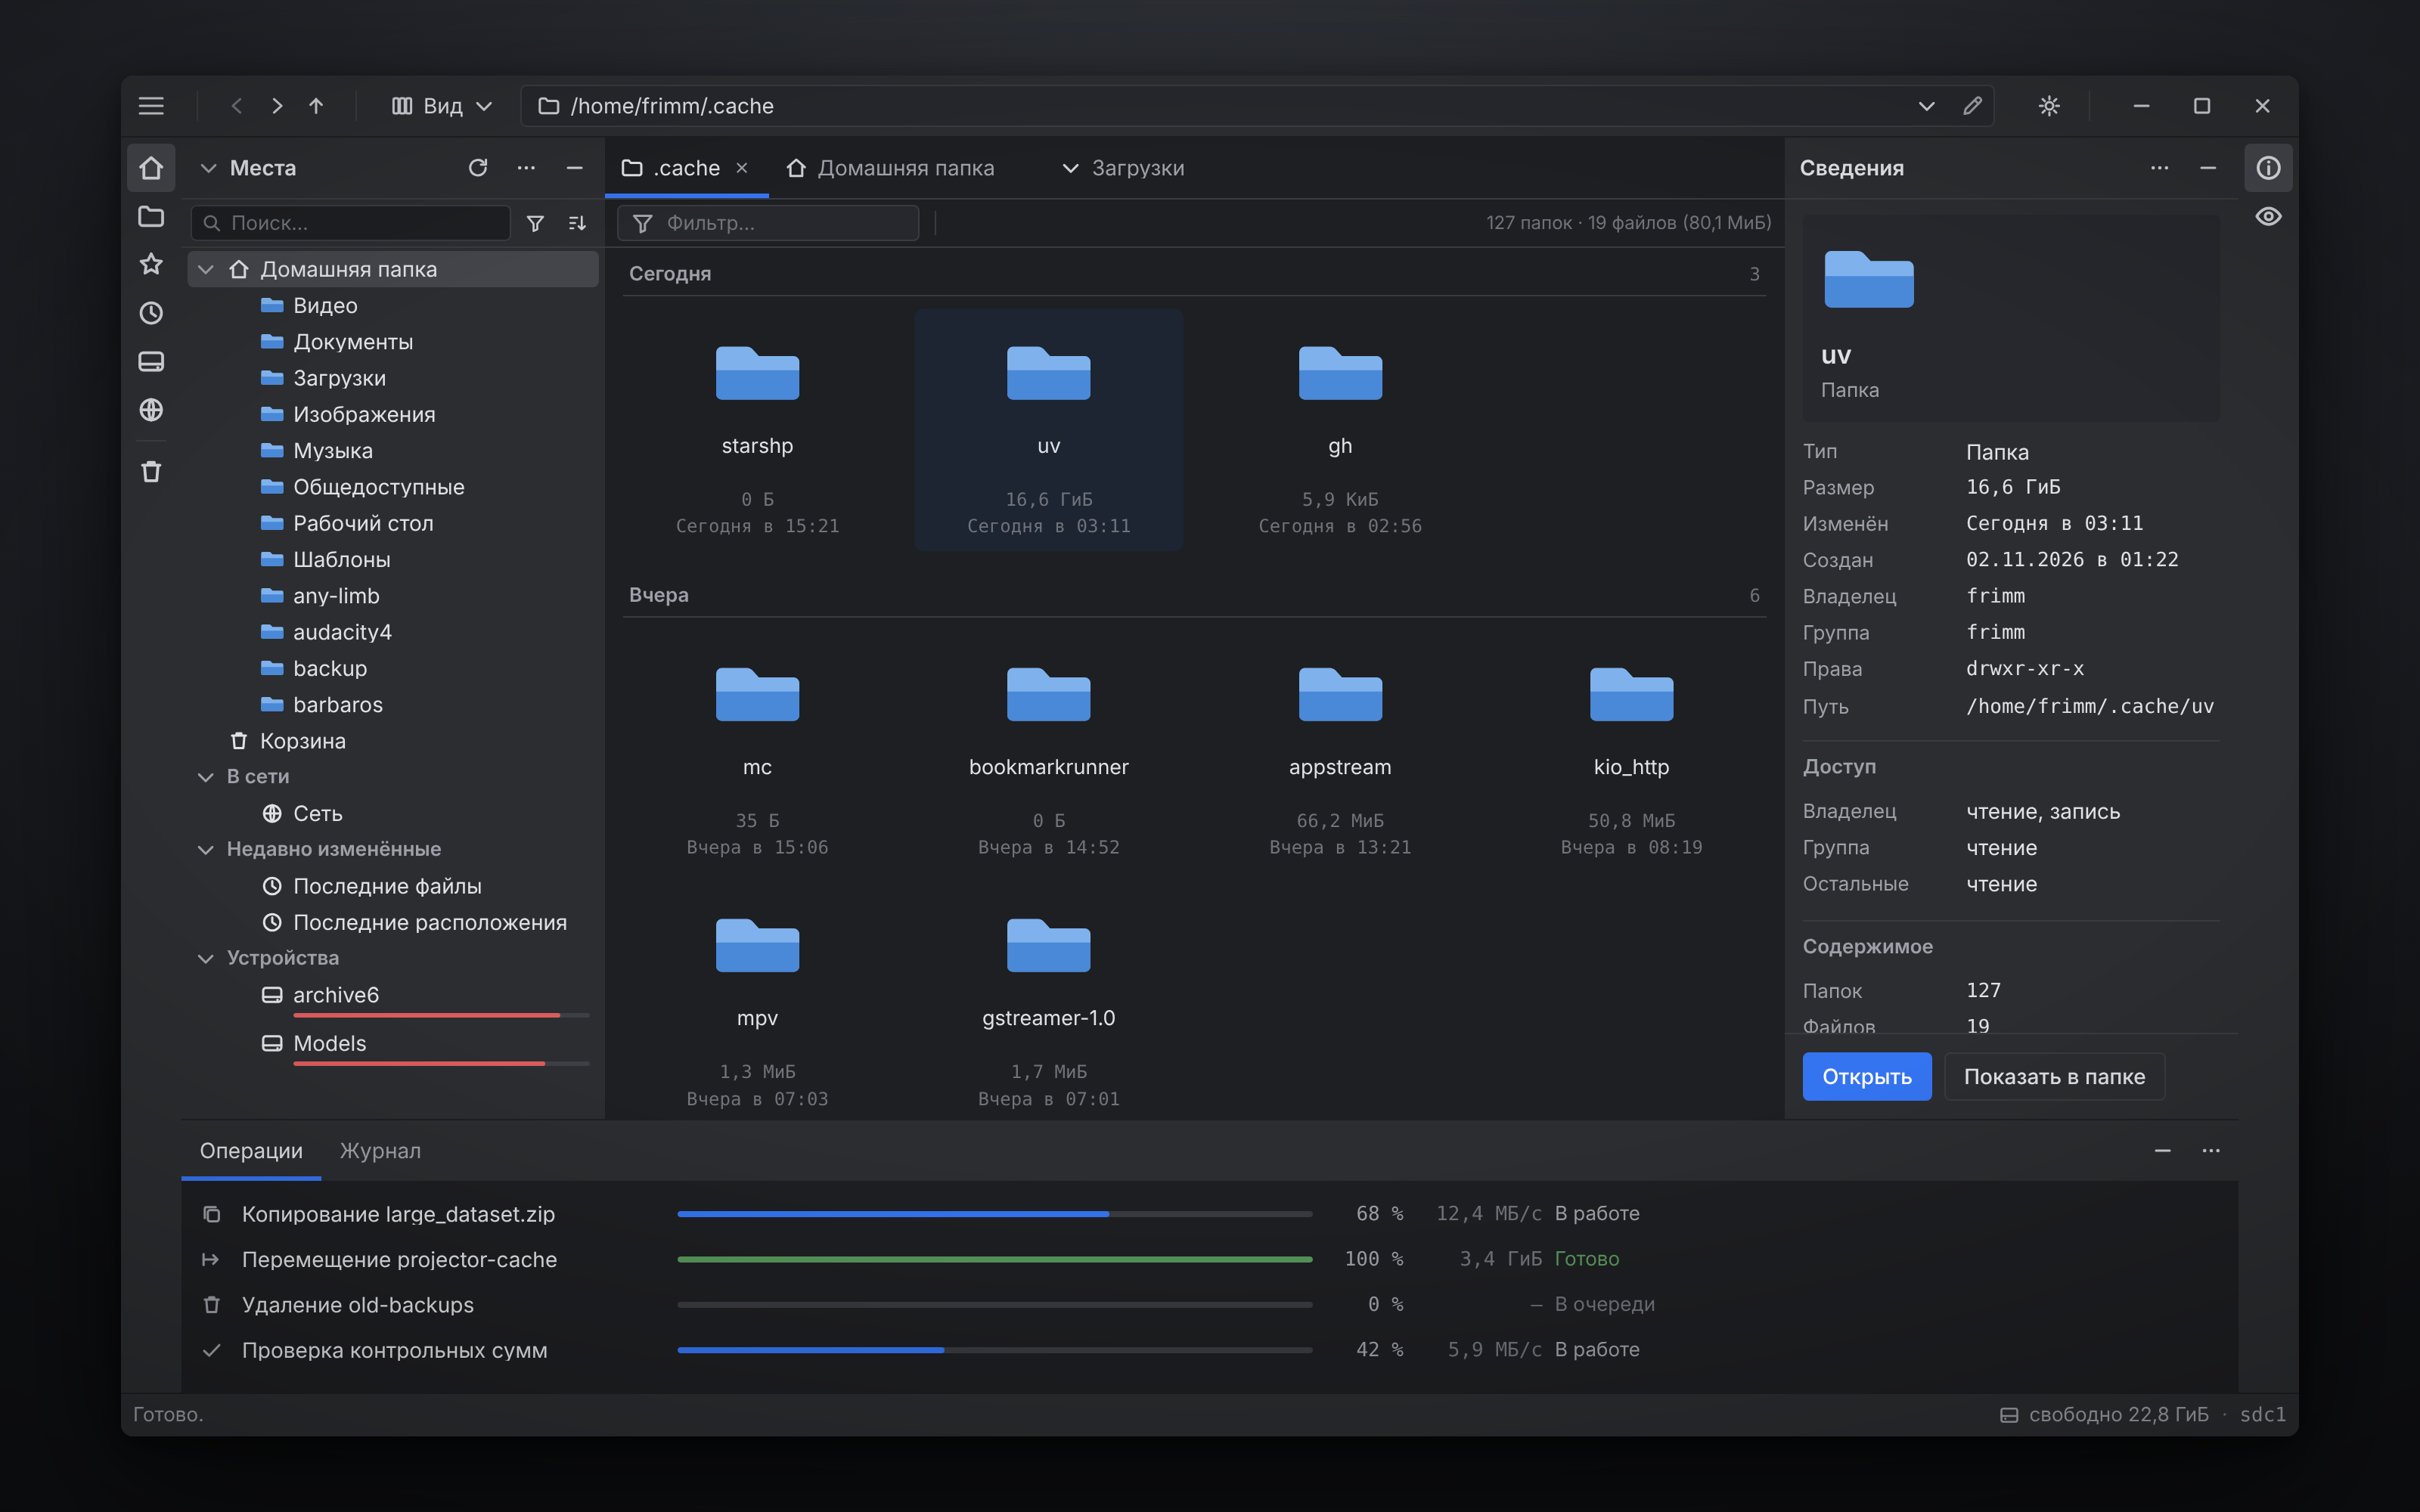 Вид
/home/frimm/.cache
Места
.cache
Домашняя папка
Загрузки
Сведения
Поиск...
Фильтр...
127 папок · 19 файлов (80,1 МиБ)
Домашняя папка
Видео
Документы
Загрузки
Изображения
Музыка
Общедоступные
Рабочий стол
Шаблоны
any-limb
audacity4
backup
barbaros
Корзина
В сети
Сеть
Недавно изменённые
Последние файлы
Последние расположения
Устройства
archive6
Models
Сегодня 3
starshp
0 Б
Сегодня в 15:21
uv
16,6 ГиБ
Сегодня в 03:11
gh
5,9 КиБ
Сегодня в 02:56
Вчера 6
mc
35 Б
Вчера в 15:06
bookmarkrunner
0 Б
Вчера в 14:52
appstream
66,2 МиБ
Вчера в 13:21
kio_http
50,8 МиБ
Вчера в 08:19
mpv
1,3 МиБ
Вчера в 07:03
gstreamer-1.0
1,7 МиБ
Вчера в 07:01
uv
Папка
Тип Папка
Размер 16,6 ГиБ
Изменён Сегодня в 03:11
Создан 02.11.2026 в 01:22
Владелец frimm
Группа frimm
Права drwxr-xr-x
Путь /home/frimm/.cache/uv
Доступ
Владелец чтение, запись
Группа чтение
Остальные чтение
Содержимое
Папок 127
Файлов 19
Открыть
Показать в папке
Операции
Журнал
Копирование large_dataset.zip 68 % 12,4 МБ/с В работе
Перемещение projector-cache 100 % 3,4 ГиБ Готово
Удаление old-backups 0 % — В очереди
Проверка контрольных сумм 42 % 5,9 МБ/с В работе
Готово.
свободно 22,8 ГиБ · sdc1